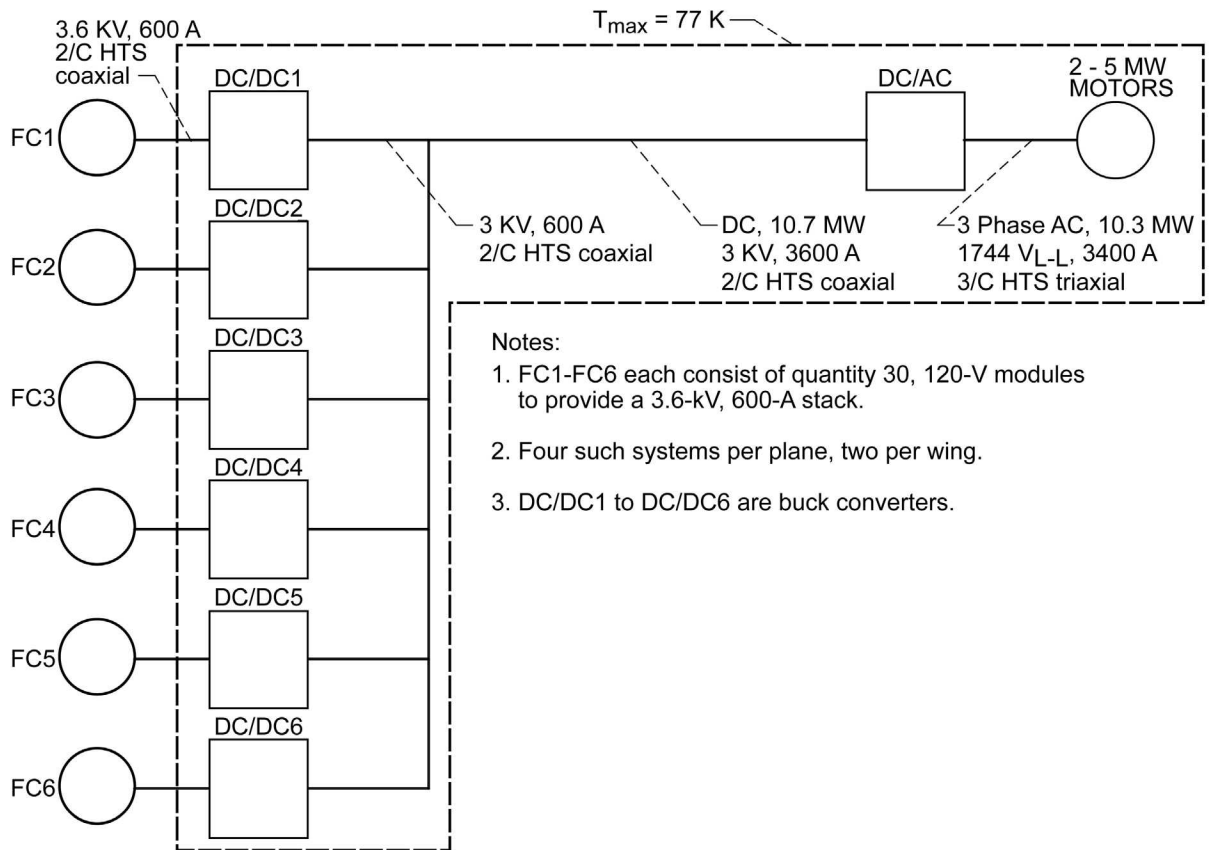 3.6 KV, 600 A
2/C HTS
coaxial
T_max = 77 K
DC/DC1
DC/AC
2 - 5 MW
MOTORS
FC1
3 KV, 600 A
2/C HTS coaxial
DC, 10.7 MW
3 KV, 3600 A
2/C HTS coaxial
3 Phase AC, 10.3 MW
1744 V_L-L, 3400 A
3/C HTS triaxial
DC/DC2
FC2
DC/DC3
FC3
DC/DC4
FC4
DC/DC5
FC5
DC/DC6
FC6
Notes:
1. FC1-FC6 each consist of quantity 30, 120-V modules
to provide a 3.6-kV, 600-A stack.
2. Four such systems per plane, two per wing.
3. DC/DC1 to DC/DC6 are buck converters.